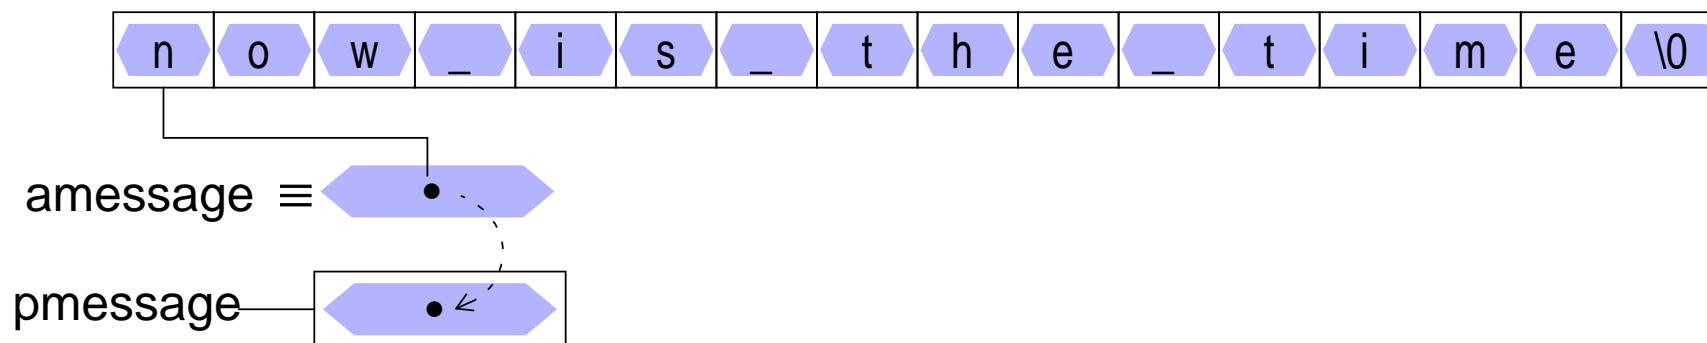 n o w _ i s _ t h e _ t i m e \0
amessage ≡
pmessage